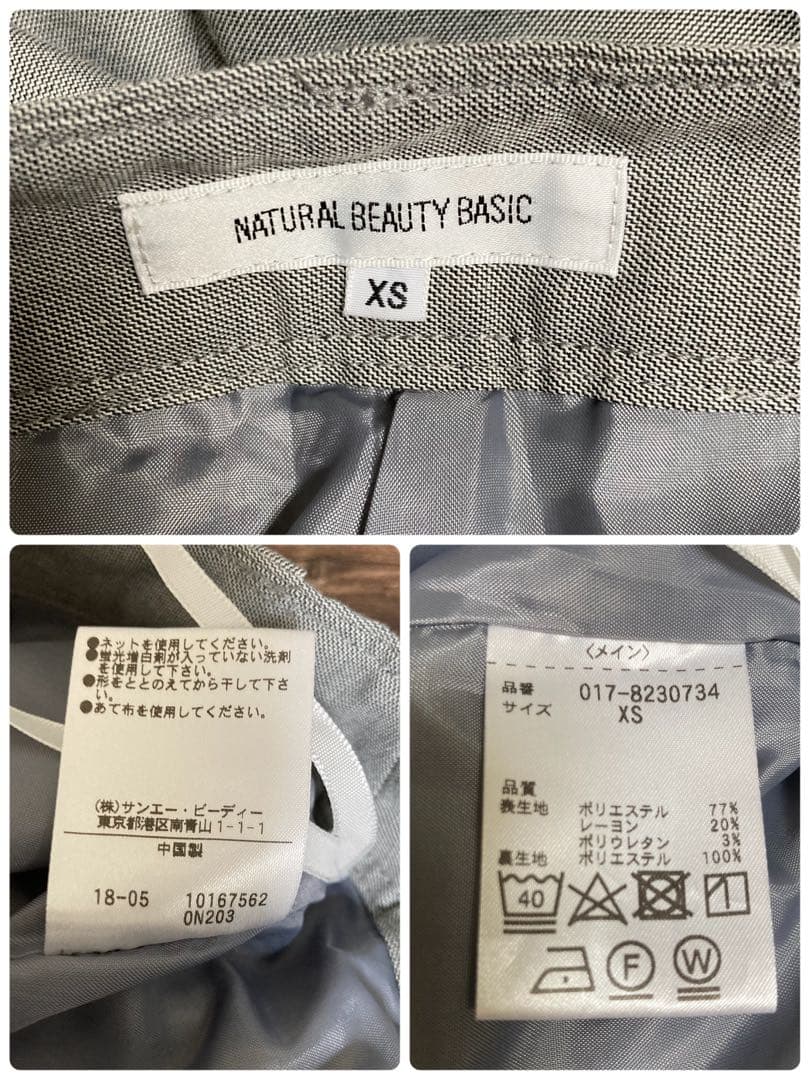 NATURAL BEAUTY BASIC
XS
●ネットを使用してください。
●蛍光増白剤が入っていない洗剤
を使用して下さい。
●形をととのえてから干して下さ
い。
●あて布を使用してください。
(株)サンエー・ビーディー
東京都港区南青山1-1-1
中国製
18-05 10167562
0N203
〈メイン〉
品番 017-8230734
サイズ XS
品質
表生地 ポリエステル 77%
レーヨン 20%
ポリウレタン 3%
裏生地 ポリエステル 100%
40
F W